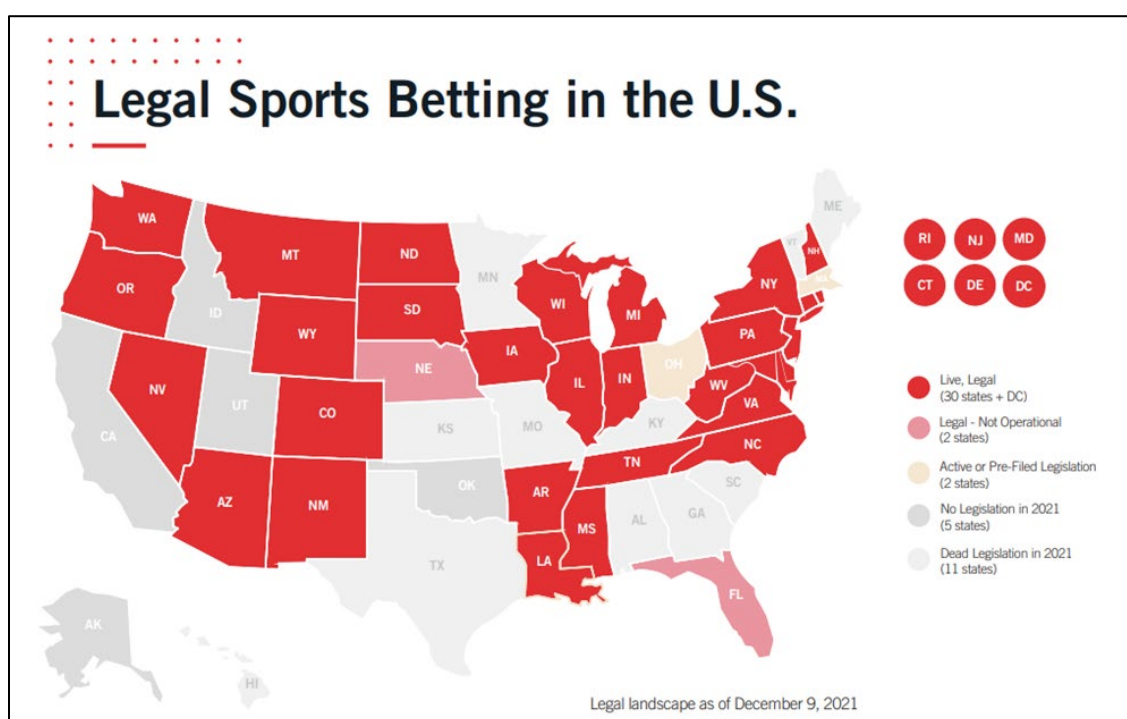 Legal Sports Betting in the U.S.
WA
MT
ND
MN
ME
VT
NH
OR
ID
SD
WI
NY
MI
WY
IA
PA
NE
OH
NV
IL
IN
WV
UT
CO
VA
CA
KS
MO
KY
NC
TN
AZ
NM
OK
AR
SC
MS
AL
GA
TX
LA
FL
AK
HI
RI NJ MD
CT DE DC
Live, Legal
(30 states + DC)
Legal - Not Operational
(2 states)
Active or Pre-Filed Legislation
(2 states)
No Legislation in 2021
(5 states)
Dead Legislation in 2021
(11 states)
Legal landscape as of December 9, 2021